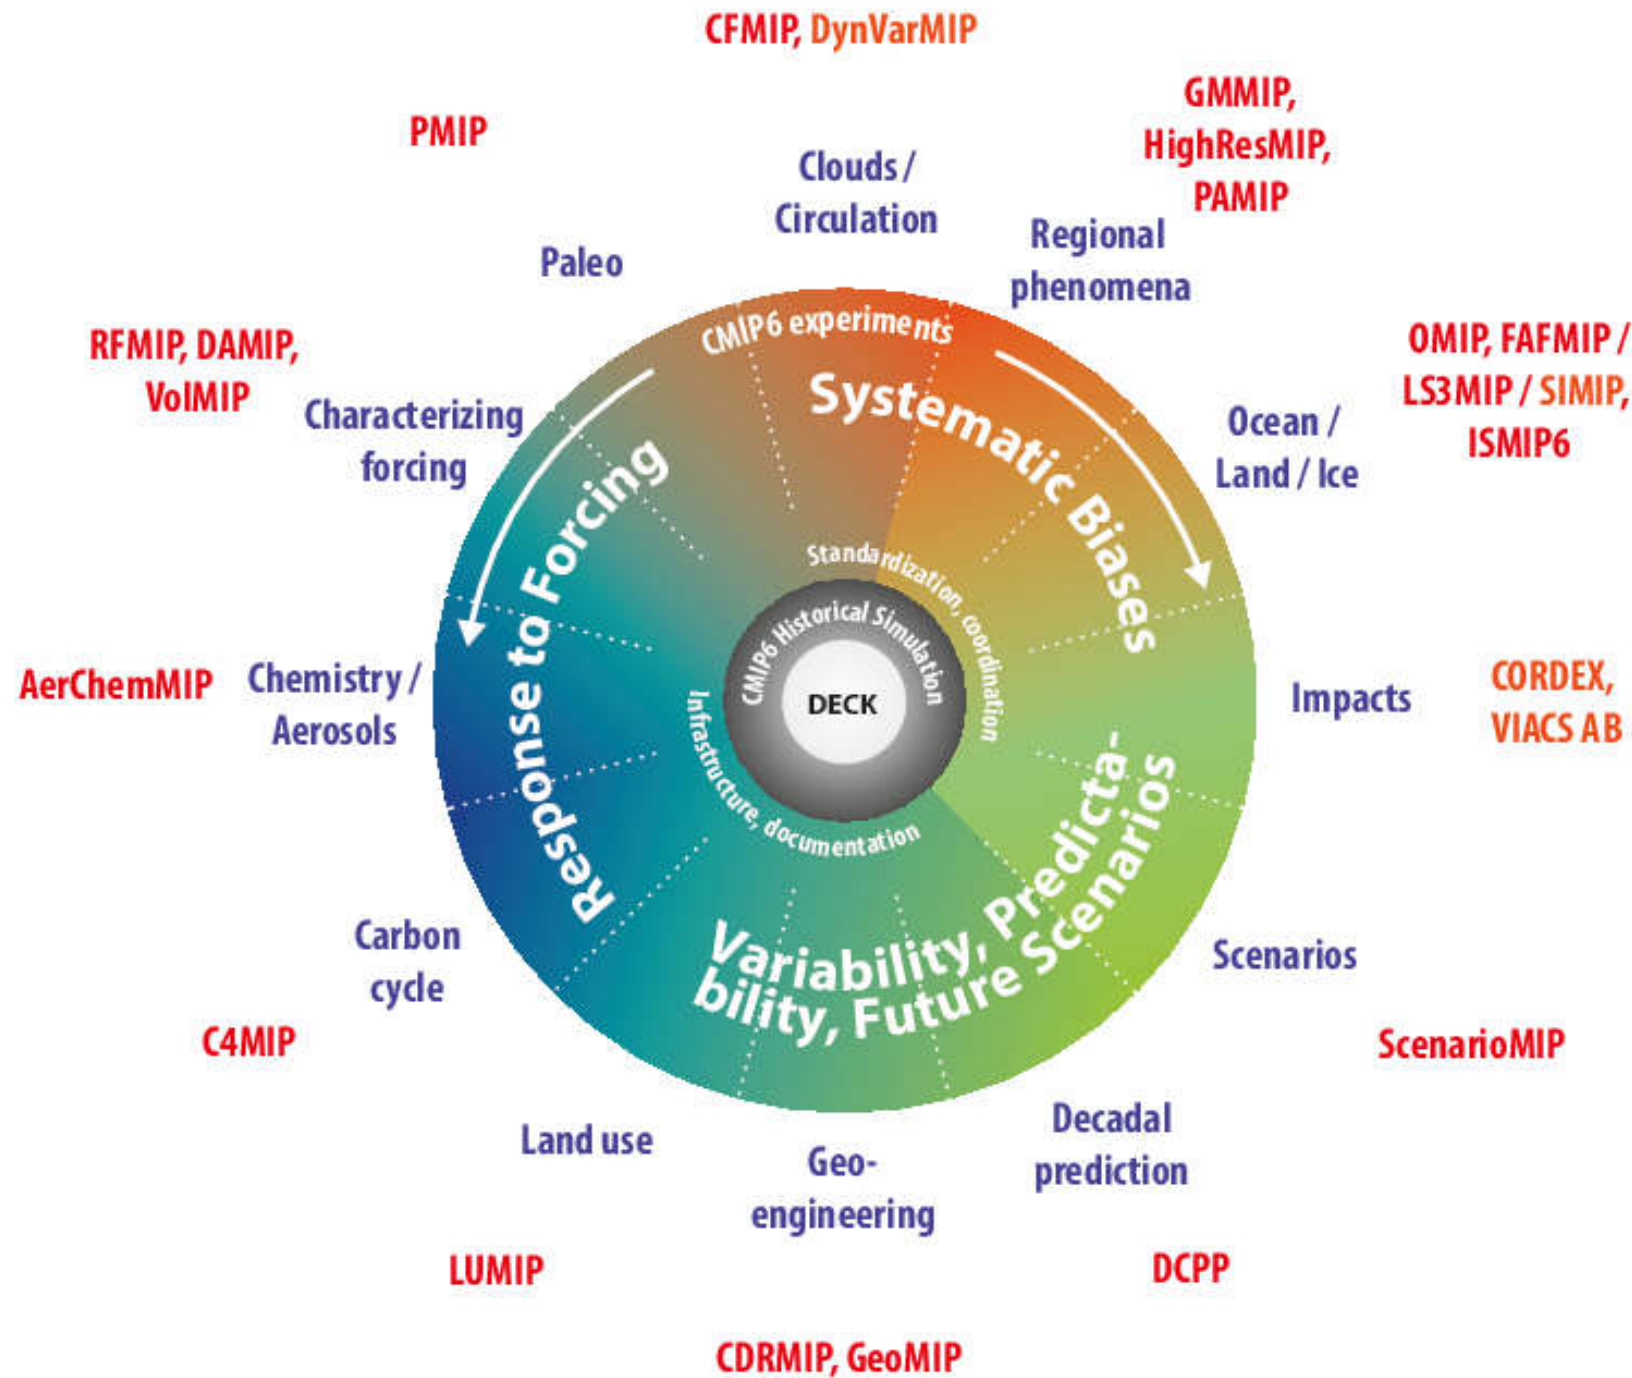 CFMIP, DynVarMIP
GMMIP,
HighResMIP,
PAMIP
PMIP
Clouds /
Circulation
Regional
phenomena
Paleo
CMIP6 experiments
RFMIP, DAMIP,
VolMIP
OMIP, FAFMIP /
LS3MIP / SIMIP,
ISMIP6
Characterizing
forcing
Ocean /
Land / Ice
Systematic Biases
Response to Forcing
Standardization, coordination
CMIP6 Historical Simulation
DECK
Infrastructure, documentation
AerChemMIP
Chemistry /
Aerosols
Impacts
CORDEX,
VIACS AB
Variability, Predicta-
bility, Future Scenarios
Carbon
cycle
Scenarios
C4MIP
ScenarioMIP
Land use
Geo-
engineering
Decadal
prediction
LUMIP
DCPP
CDRMIP, GeoMIP